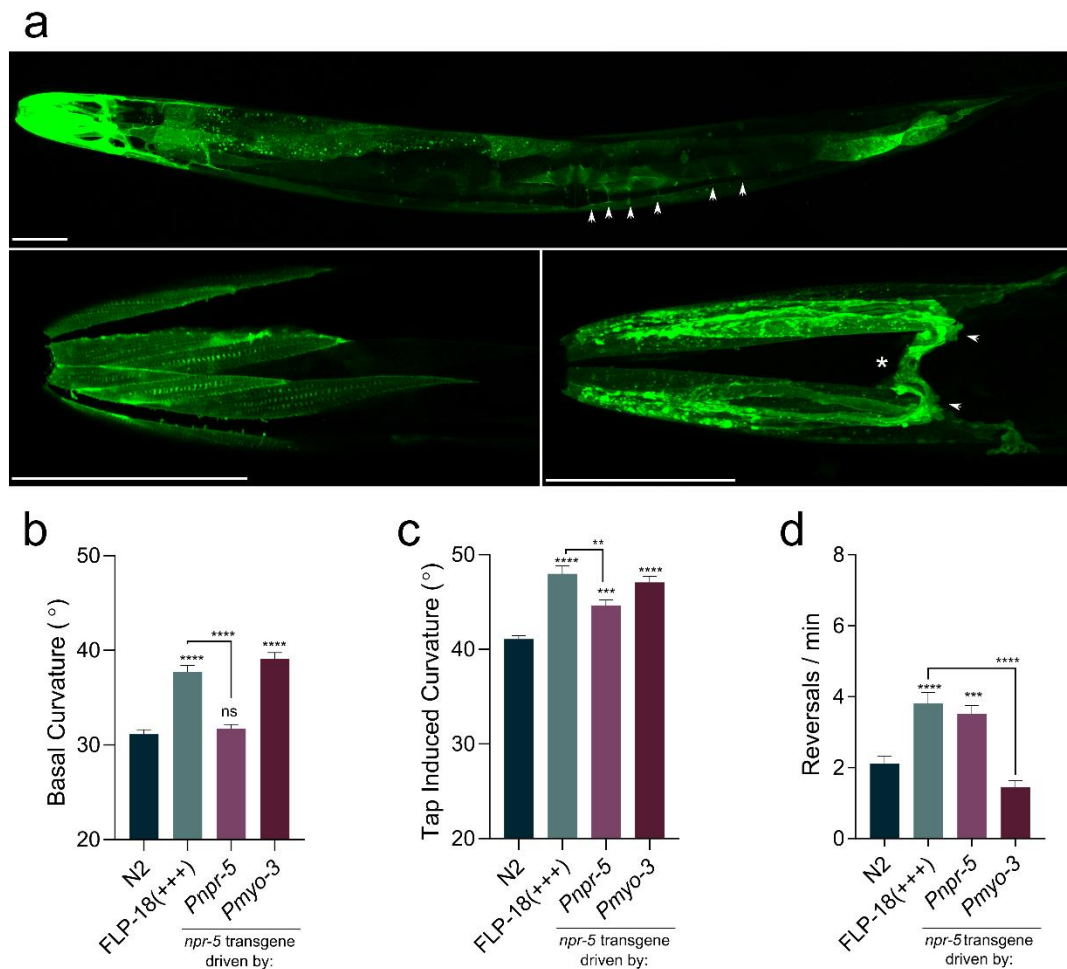 a
*
b
Basal Curvature (°)
50
40
30
20
****
****
ns
****
N2
FLP-18(+++)
Pnpr-5
Pmyo-3
npr-5 transgene
driven by:
c
Tap Induced Curvature (°)
50
40
30
20
**
****
***
****
N2
FLP-18(+++)
Pnpr-5
Pmyo-3
npr-5 transgene
driven by:
d
Reversals / min
8
6
4
2
0
****
****
***
N2
FLP-18(+++)
Pnpr-5
Pmyo-3
npr-5 transgene
driven by: